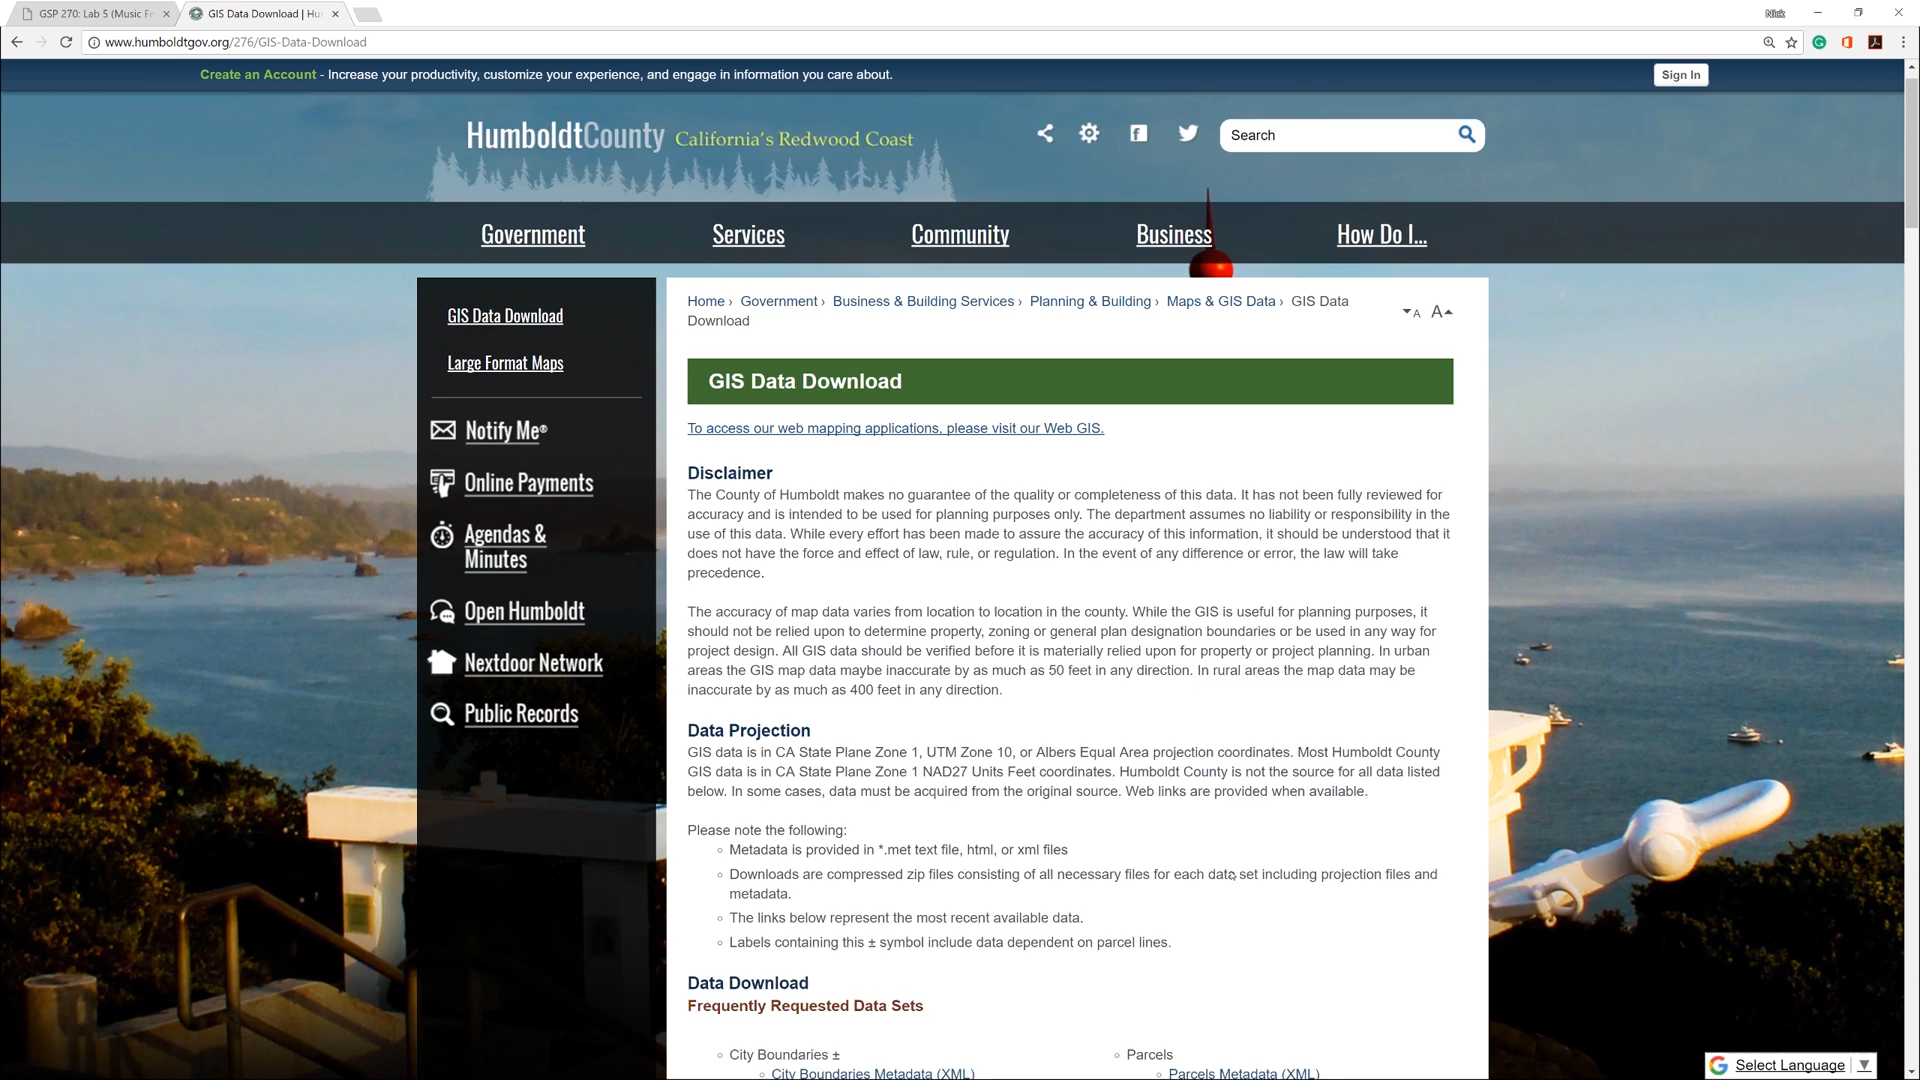 GSP 270: Lab 5 (Music Fo
GIS Data Download | Hu
Nick
www.humboldtgov.org/276/GIS-Data-Download
Create an Account - Increase your productivity, customize your experience, and engage in information you care about.
Sign In
HumboldtCounty California's Redwood Coast
Search
Government
Services
Community
Business
How Do I...
GIS Data Download
Large Format Maps
Notify Me®
Online Payments
Agendas &
Minutes
Open Humboldt
Nextdoor Network
Public Records
Home › Government › Business & Building Services › Planning & Building › Maps & GIS Data › GIS Data
Download
A A
GIS Data Download
To access our web mapping applications, please visit our Web GIS.
Disclaimer
The County of Humboldt makes no guarantee of the quality or completeness of this data. It has not been fully reviewed for
accuracy and is intended to be used for planning purposes only. The department assumes no liability or responsibility in the
use of this data. While every effort has been made to assure the accuracy of this information, it should be understood that it
does not have the force and effect of law, rule, or regulation. In the event of any difference or error, the law will take
precedence.
The accuracy of map data varies from location to location in the county. While the GIS is useful for planning purposes, it
should not be relied upon to determine property, zoning or general plan designation boundaries or be used in any way for
project design. All GIS data should be verified before it is materially relied upon for property or project planning. In urban
areas the GIS map data maybe inaccurate by as much as 50 feet in any direction. In rural areas the map data may be
inaccurate by as much as 400 feet in any direction.
Data Projection
GIS data is in CA State Plane Zone 1, UTM Zone 10, or Albers Equal Area projection coordinates. Most Humboldt County
GIS data is in CA State Plane Zone 1 NAD27 Units Feet coordinates. Humboldt County is not the source for all data listed
below. In some cases, data must be acquired from the original source. Web links are provided when available.
Please note the following:
Metadata is provided in *.met text file, html, or xml files
Downloads are compressed zip files consisting of all necessary files for each data set including projection files and
metadata.
The links below represent the most recent available data.
Labels containing this ± symbol include data dependent on parcel lines.
Data Download
Frequently Requested Data Sets
City Boundaries ±
City Boundaries Metadata (XML)
Parcels
Parcels Metadata (XML)
Select Language